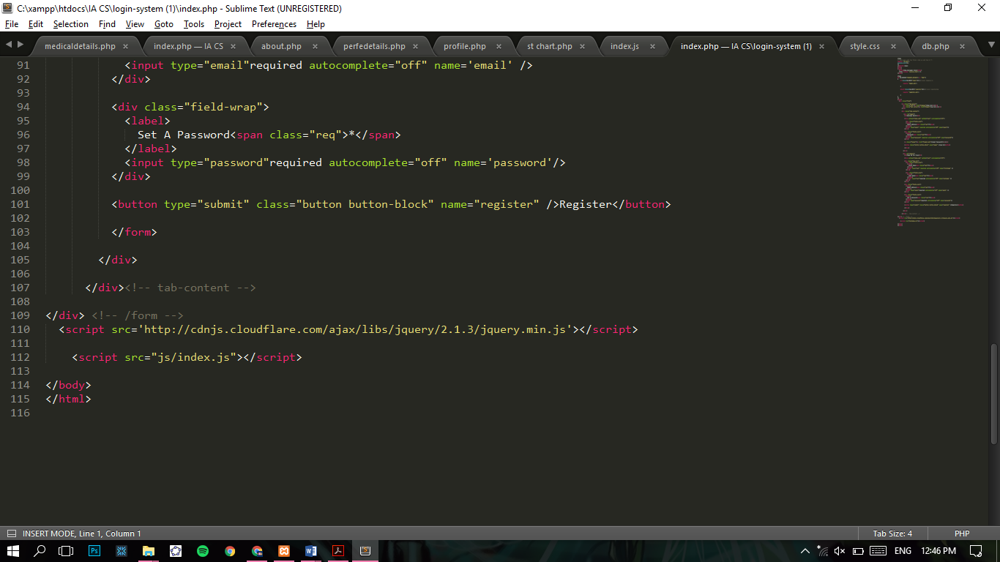 C:\xampp\htdocs\IA CS\login-system (1)\index.php - Sublime Text (UNREGISTERED)
File Edit Selection Find View Goto Tools Project Preferences Help
medicaldetails.php × index.php — IA CS × about.php × perfedetails.php × profile.php × st chart.php × index.js × index.php — IA CS\login-system (1) × style.css × db.php ×
91 <input type="email"required autocomplete="off" name='email' />
92 </div>
93
94 <div class="field-wrap">
95 <label>
96 Set A Password<span class="req">*</span>
97 </label>
98 <input type="password"required autocomplete="off" name='password'/>
99 </div>
100
101 <button type="submit" class="button button-block" name="register" />Register</button>
102
103 </form>
104
105 </div>
106
107 </div><!-- tab-content -->
108
109 </div> <!-- /form -->
110 <script src='http://cdnjs.cloudflare.com/ajax/libs/jquery/2.1.3/jquery.min.js'></script>
111
112 <script src="js/index.js"></script>
113
114 </body>
115 </html>
116
INSERT MODE, Line 1, Column 1 Tab Size: 4 PHP
Ps W S ENG 12:46 PM